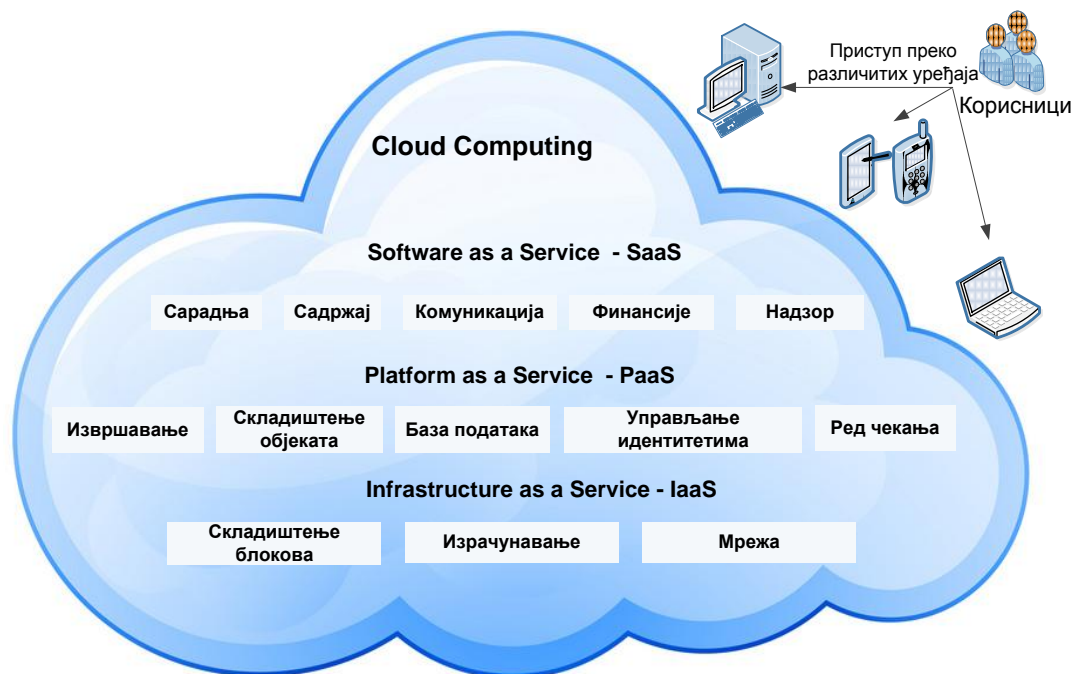 Приступ преко
различитих уређаја
Корисници
Cloud Computing
Software as a Service - SaaS
Сарадња Садржај Комуникација Финансије Надзор
Platform as a Service - PaaS
Извршавање Складиштење објеката База података Управљање идентитетима Ред чекања
Infrastructure as a Service - IaaS
Складиштење блокова Израчунавање Мрежа